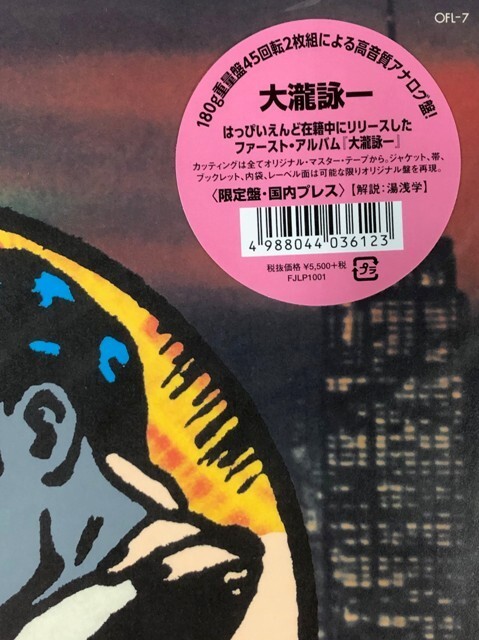 OFL-7
180g重量盤45回転2枚組による高音質アナログ盤!
大瀧詠一
はっぴいえんど在籍中にリリースした
ファースト・アルバム『大瀧詠一』
カッティングは全てオリジナル・マスター・テープから。ジャケット、帯、
ブックレット、内袋、レーベル面は可能な限りオリジナル盤を再現。
〈限定盤・国内プレス〉【解説:湯浅学】
4 988044 036123
税抜価格 ¥5,500+税
FJLP1001
プラ